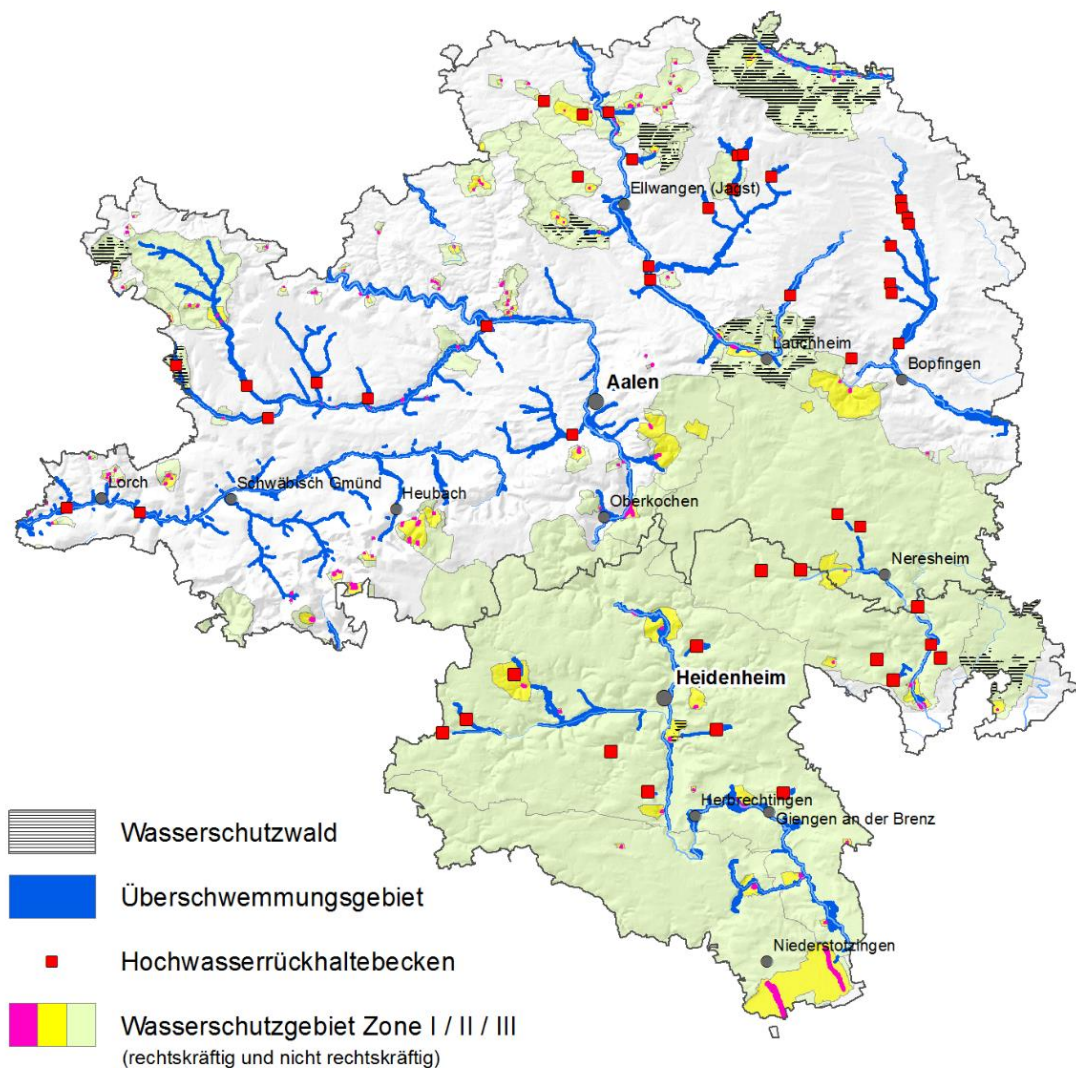 Ellwangen (Jagst)
Lauchheim
Bopfingen
Aalen
Lorch
Schwäbisch Gmünd
Heubach
Oberkochen
Neresheim
Heidenheim
Herbrechtingen
Giengen an der Brenz
Niederstotzingen
Wasserschutzwald
Überschwemmungsgebiet
Hochwasserrückhaltebecken
Wasserschutzgebiet Zone I / II / III
(rechtskräftig und nicht rechtskräftig)